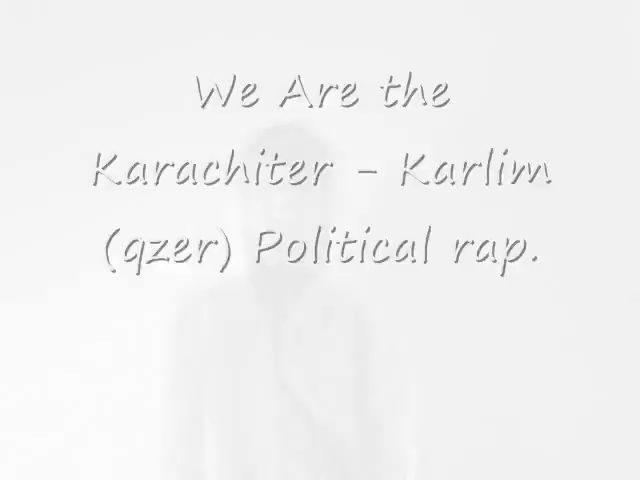 We Are the
Karachiter - Karlim
(qzer) Political rap.